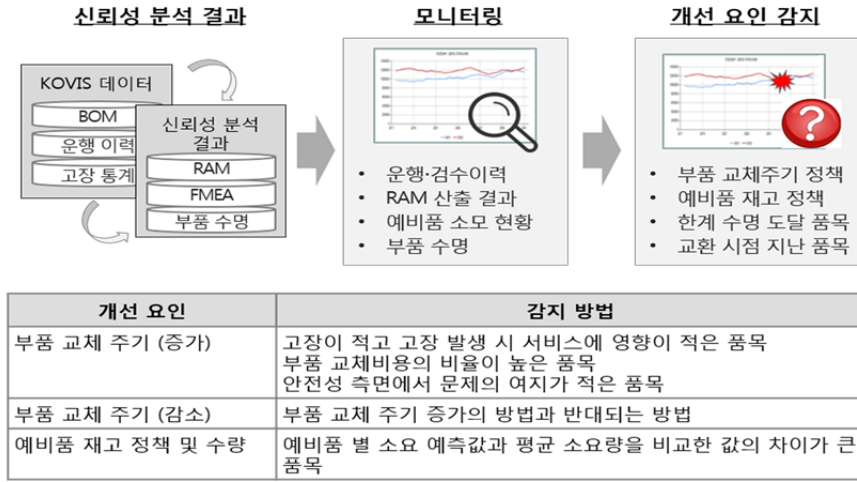 신뢰성 분석 결과
KOVIS 데이터
BOM
운행 이력
고장 통계
신뢰성 분석
결과
RAM
FMEA
부품 수명
모니터링
• 운행·검수이력
• RAM 산출 결과
• 예비품 소모 현황
• 부품 수명
개선 요인 감지
?
• 부품 교체주기 정책
• 예비품 재고 정책
• 한계 수명 도달 품목
• 교환 시점 지난 품목
개선 요인
감지 방법
부품 교체 주기 (증가)
고장이 적고 고장 발생 시 서비스에 영향이 적은 품목
부품 교체비용의 비율이 높은 품목
안전성 측면에서 문제의 여지가 적은 품목
부품 교체 주기 (감소)
부품 교체 주기 증가의 방법과 반대되는 방법
예비품 재고 정책 및 수량
예비품 별 소요 예측값과 평균 소요량을 비교한 값의 차이가 큰
품목